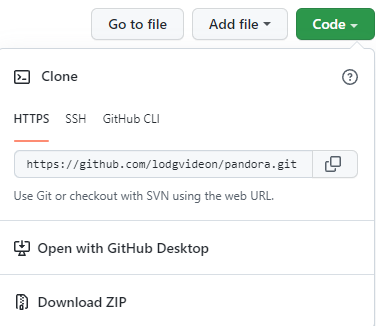 Go to file Add file Code
Clone
HTTPS SSH GitHub CLI
https://github.com/lodgvideon/pandora.git
Use Git or checkout with SVN using the web URL.
Open with GitHub Desktop
Download ZIP